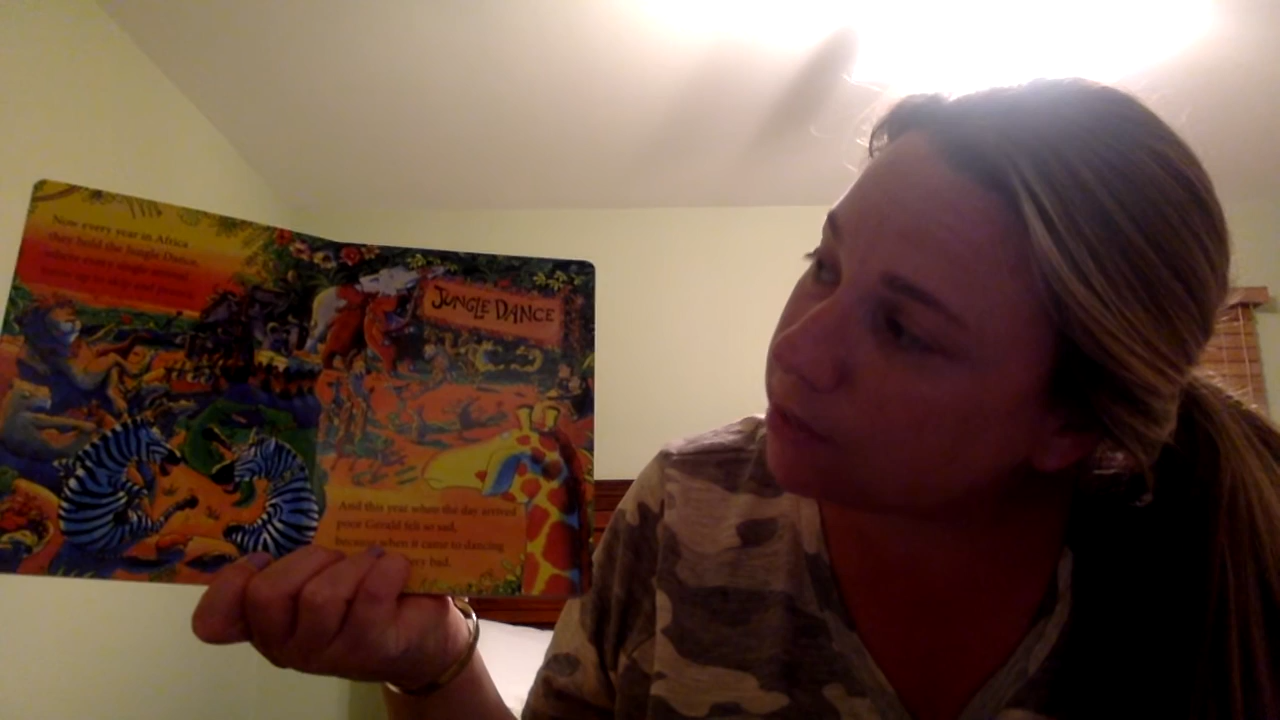 Now every year in Africa
they hold the Jungle Dance,
where every single animal
turns up to skip and prance.
JUNGLE DANCE
And this year when the day arrived
poor Gerald felt so sad,
because when it came to dancing
very bad.